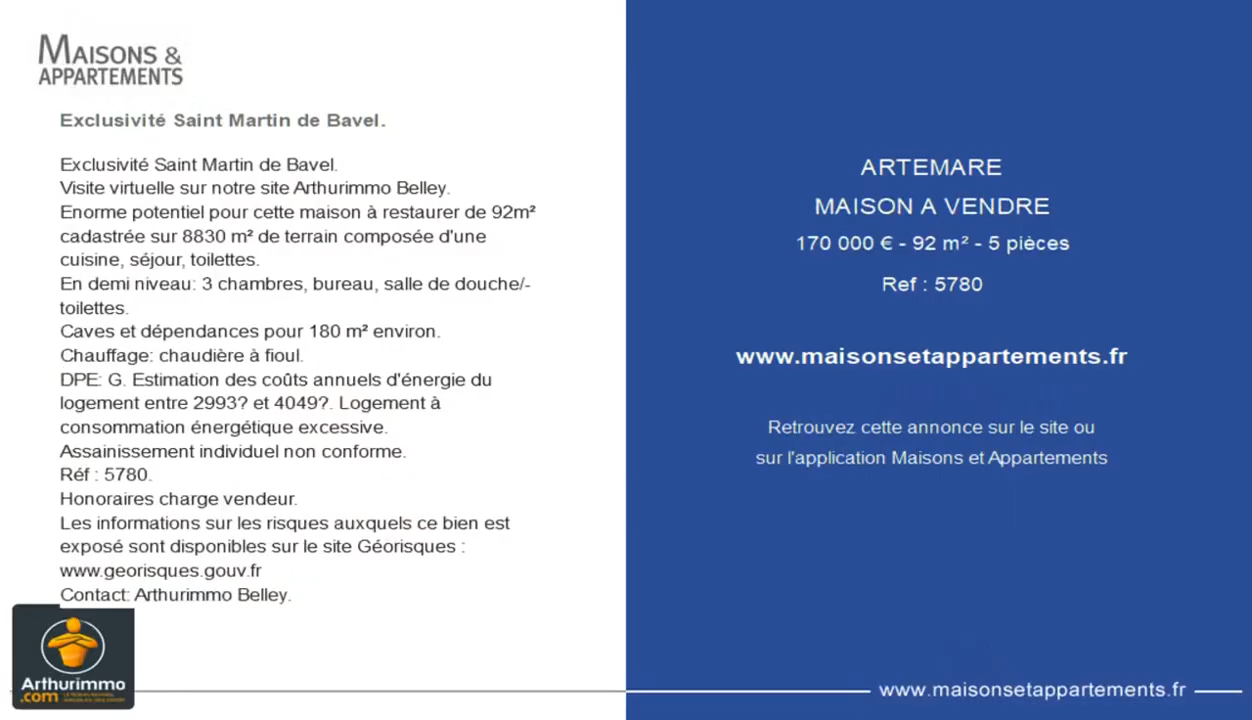 MAISONS &
APPARTEMENTS
Exclusivité Saint Martin de Bavel.
Exclusivité Saint Martin de Bavel.
Visite virtuelle sur notre site Arthurimmo Belley.
Enorme potentiel pour cette maison à restaurer de 92m²
cadastrée sur 8830 m² de terrain composée d'une
cuisine, séjour, toilettes.
En demi niveau: 3 chambres, bureau, salle de douche/-
toilettes.
Caves et dépendances pour 180 m² environ.
Chauffage: chaudière à fioul.
DPE: G. Estimation des coûts annuels d'énergie du
logement entre 2993? et 4049?. Logement à
consommation énergétique excessive.
Assainissement individuel non conforme.
Réf : 5780.
Honoraires charge vendeur.
Les informations sur les risques auxquels ce bien est
exposé sont disponibles sur le site Géorisques :
www.georisques.gouv.fr
Contact: Arthurimmo Belley.
Arthurimmo
.com
ARTEMARE
MAISON A VENDRE
170 000 € - 92 m² - 5 pièces
Ref : 5780
www.maisonsetappartements.fr
Retrouvez cette annonce sur le site ou
sur l'application Maisons et Appartements
www.maisonsetappartements.fr